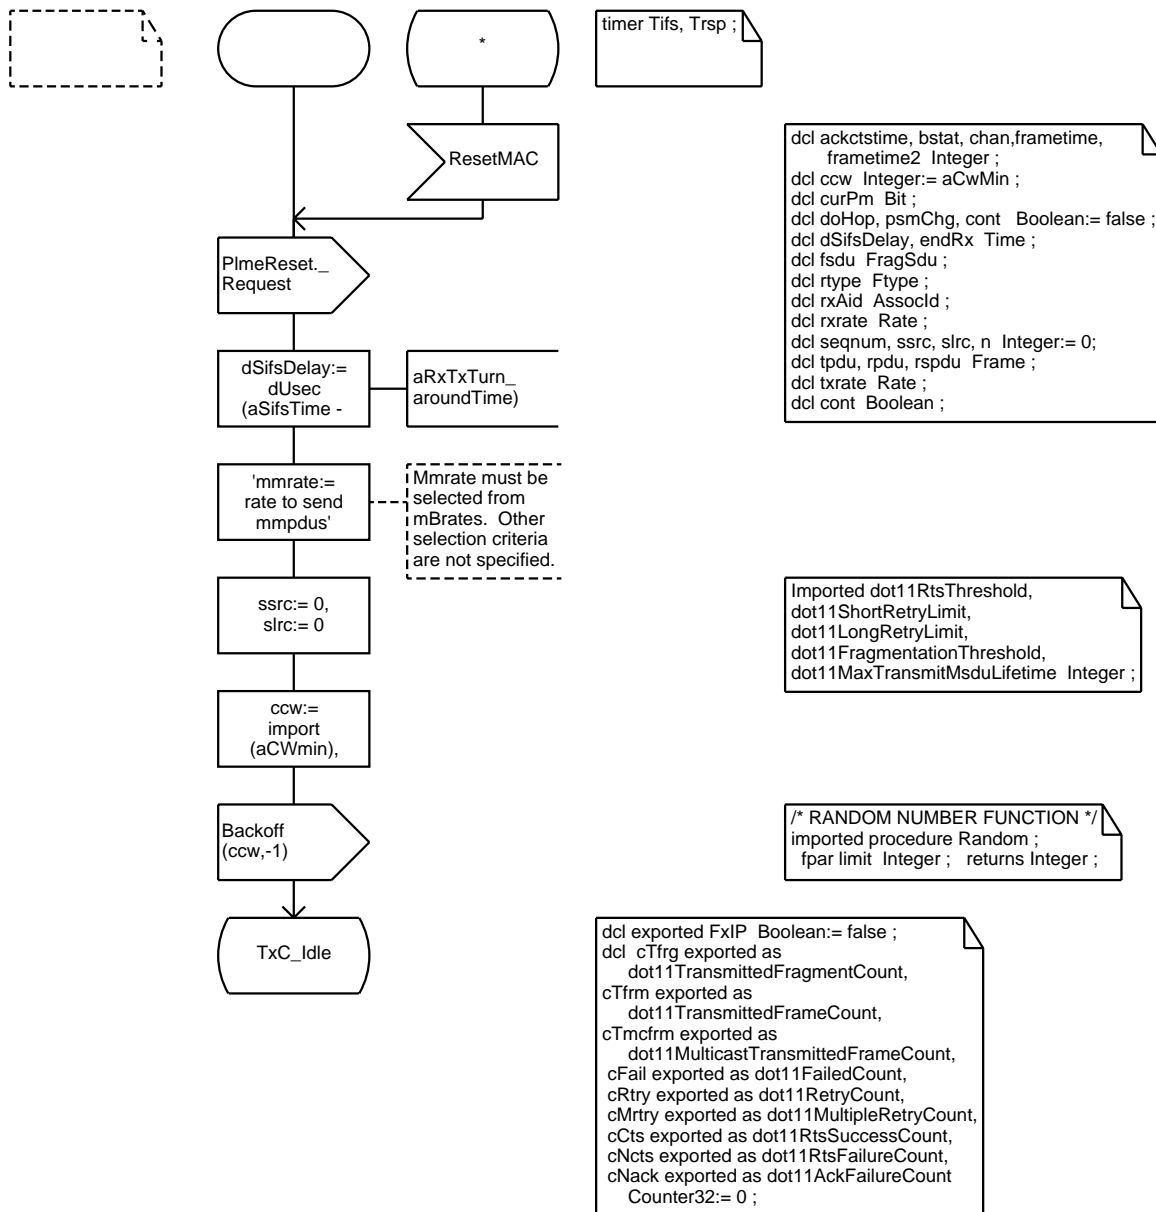 *
timer Tifs, Trsp ;
ResetMAC
dcl ackctstime, bstat, chan,frametime,
frametime2  Integer ;
dcl ccw  Integer:= aCwMin ;
dcl curPm  Bit ;
dcl doHop, psmChg, cont   Boolean:= false ;
dcl dSifsDelay, endRx  Time ;
dcl fsdu  FragSdu ;
dcl rtype  Ftype ;
dcl rxAid  AssocId ;
dcl rxrate  Rate ;
dcl seqnum, ssrc, slrc, n  Integer:= 0;
dcl tpdu, rpdu, rspdu  Frame ;
dcl txrate  Rate ;
dcl cont  Boolean ;
PlmeReset._
Request
dSifsDelay:=
dUsec
(aSifsTime -
aRxTxTurn_
aroundTime)
'mmrate:=
rate to send
mmpdus'
Mmrate must be
selected from
mBrates.  Other
selection criteria
are not specified.
ssrc:= 0,
slrc:= 0
Imported dot11RtsThreshold,
dot11ShortRetryLimit,
dot11LongRetryLimit,
dot11FragmentationThreshold,
dot11MaxTransmitMsduLifetime  Integer ;
ccw:=
import
(aCWmin),
Backoff
(ccw,-1)
/* RANDOM NUMBER FUNCTION */
imported procedure Random ;
fpar limit  Integer ;   returns Integer ;
TxC_Idle
dcl exported FxIP  Boolean:= false ;
dcl  cTfrg exported as
dot11TransmittedFragmentCount,
cTfrm exported as
dot11TransmittedFrameCount,
cTmcfrm exported as
dot11MulticastTransmittedFrameCount,
cFail exported as dot11FailedCount,
cRtry exported as dot11RetryCount,
cMrtry exported as dot11MultipleRetryCount,
cCts exported as dot11RtsSuccessCount,
cNcts exported as dot11RtsFailureCount,
cNack exported as dot11AckFailureCount
Counter32:= 0 ;